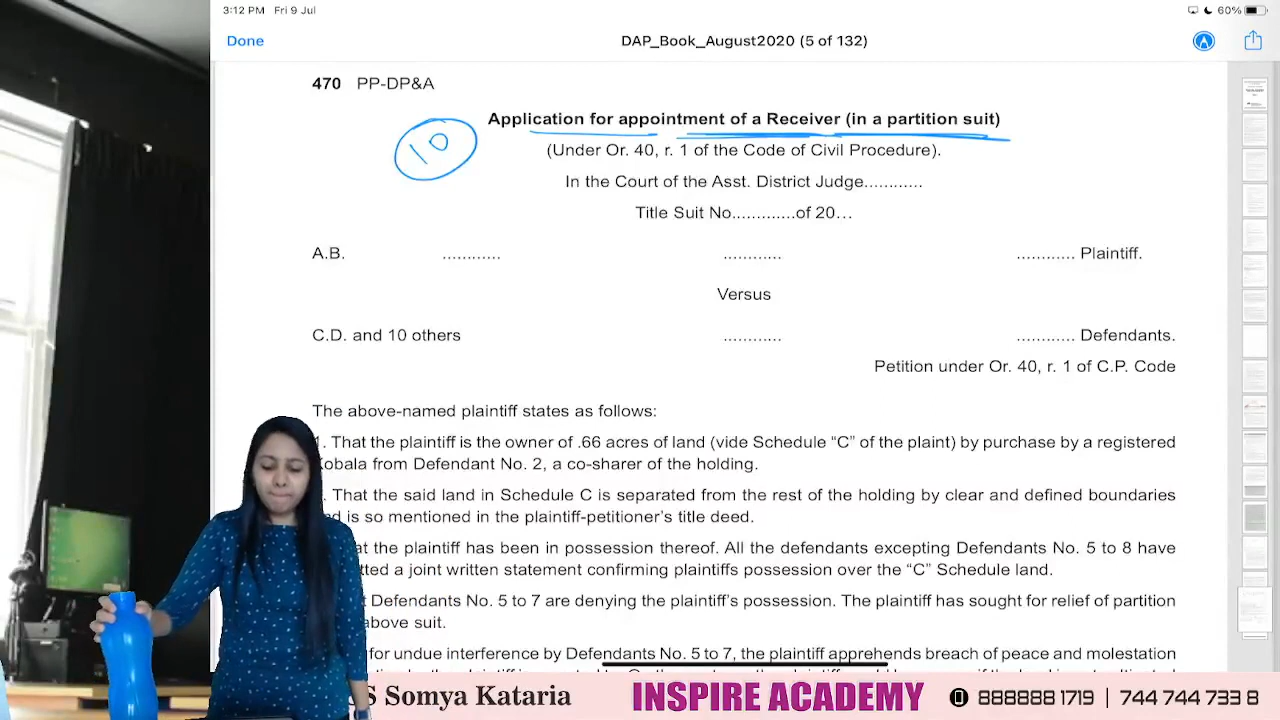 3:12 PM Fri 9 Jul
60%
Done
DAP_Book_August2020 (5 of 132)
470 PP-DP&A
10
Application for appointment of a Receiver (in a partition suit)
(Under Or. 40, r. 1 of the Code of Civil Procedure).
In the Court of the Asst. District Judge............
Title Suit No.............of 20…
A.B. ............ ............ ............ Plaintiff.
Versus
C.D. and 10 others ............ ............ Defendants.
Petition under Or. 40, r. 1 of C.P. Code
The above-named plaintiff states as follows:
1. That the plaintiff is the owner of .66 acres of land (vide Schedule “C” of the plaint) by purchase by a registered
from Defendant No. 2, a co-sharer of the holding.
That the said land in Schedule C is separated from the rest of the holding by clear and defined boundaries
is so mentioned in the plaintiff-petitioner’s title deed.
the plaintiff has been in possession thereof. All the defendants excepting Defendants No. 5 to 8 have
a joint written statement confirming plaintiffs possession over the “C” Schedule land.
Defendants No. 5 to 7 are denying the plaintiff’s possession. The plaintiff has sought for relief of partition
above suit.
for undue interference by Defendants No. 5 to 7, the plaintiff apprehends breach of peace and molestation
S Somya Kataria
INSPIRE ACADEMY
888888 1719 | 744 744 733 8